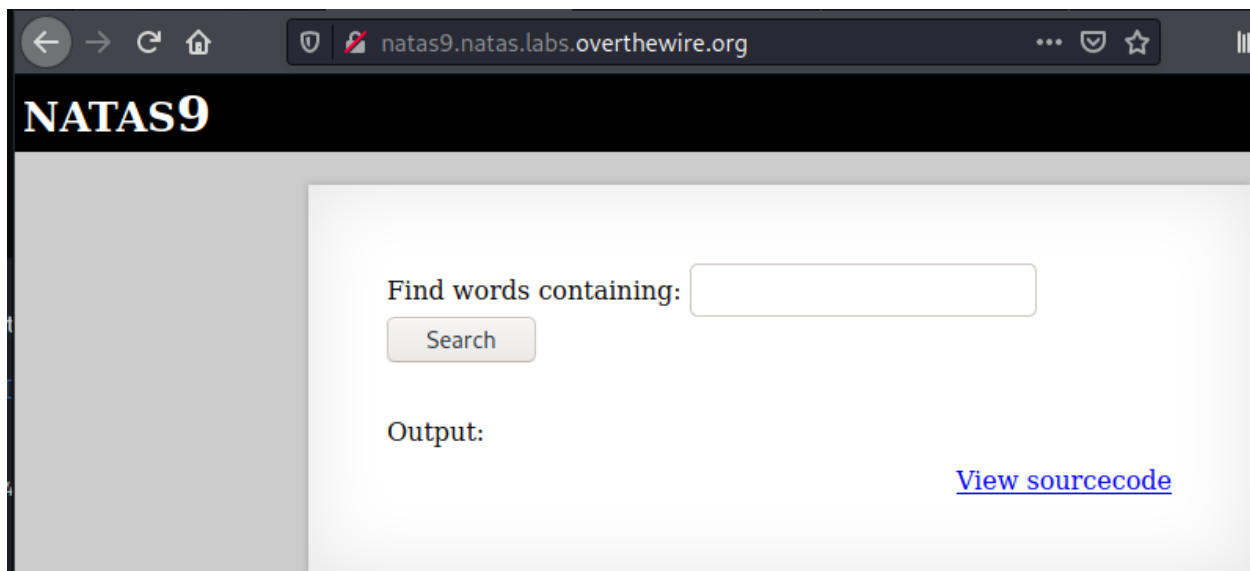 natas9.natas.labs.overthewire.org
NATAS9
Find words containing:
Search
Output:
View sourcecode